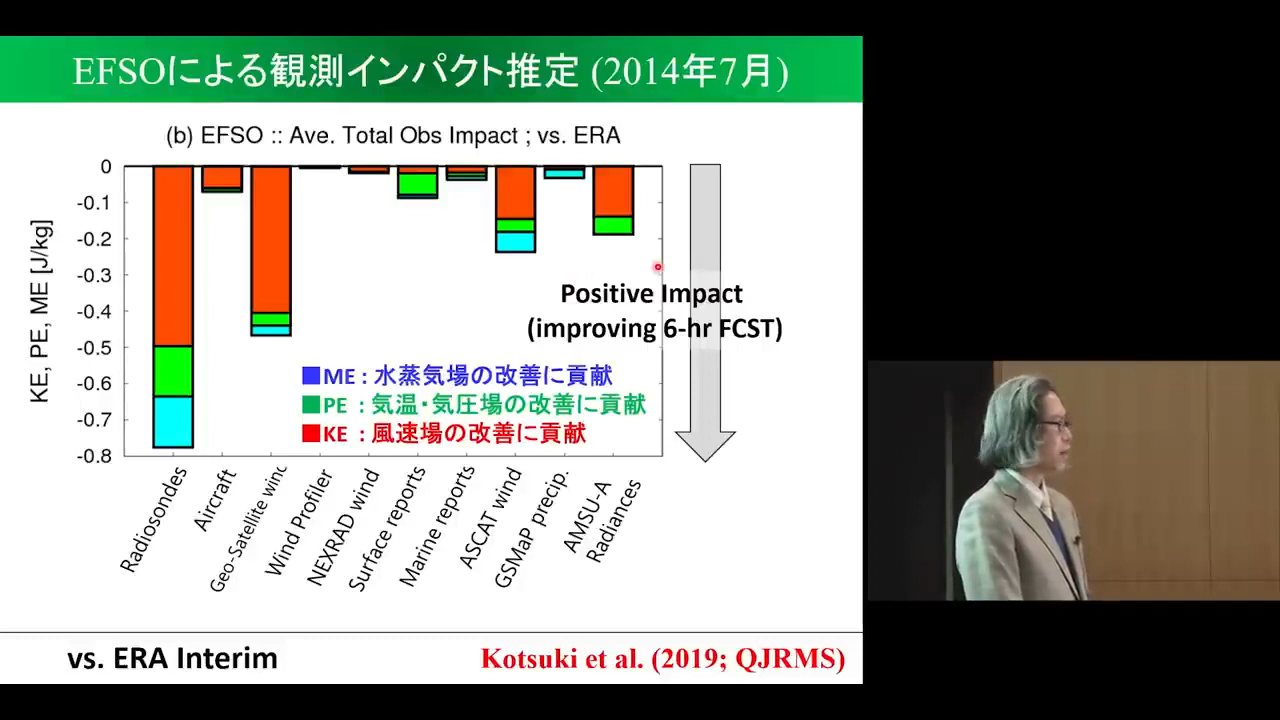 EFSOによる観測インパクト推定 (2014年7月)
(b) EFSO :: Ave. Total Obs Impact ; vs. ERA
KE, PE, ME [J/kg]
0
-0.1
-0.2
-0.3
-0.4
-0.5
-0.6
-0.7
-0.8
Positive Impact
(improving 6-hr FCST)
ME : 水蒸気場の改善に貢献
PE : 気温・気圧場の改善に貢献
KE : 風速場の改善に貢献
Radiosondes
Aircraft
Geo-Satellite wind
Wind Profiler
NEXRAD wind
Surface reports
Marine reports
ASCAT wind
GSMaP precip.
AMSU-A
Radiances
vs. ERA Interim
Kotsuki et al. (2019; QJRMS)